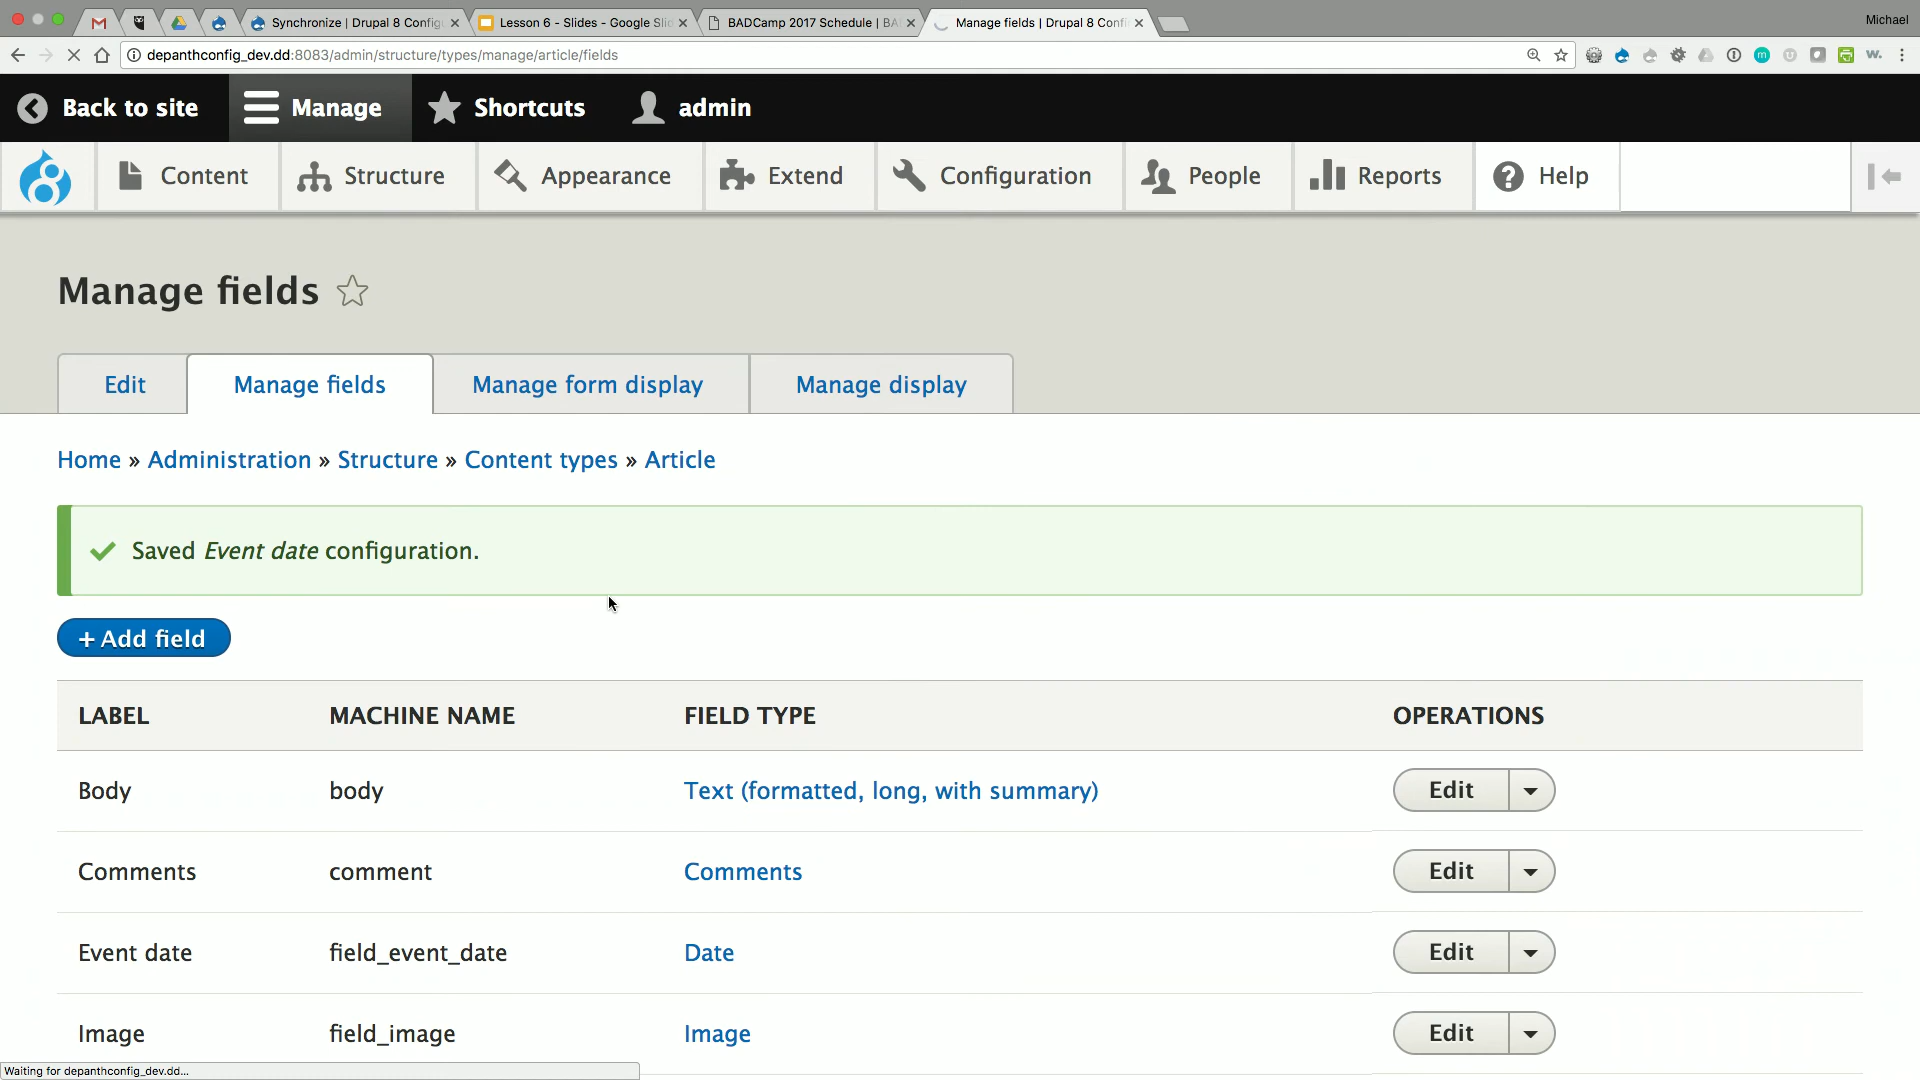 Synchronize | Drupal 8 Config
Lesson 6 - Slides - Google Slid
BADCamp 2017 Schedule | BA
Manage fields | Drupal 8 Confi
Michael
depanthconfig_dev.dd:8083/admin/structure/types/manage/article/fields
Back to site
Manage
Shortcuts
admin
Content
Structure
Appearance
Extend
Configuration
People
Reports
Help
Manage fields
Edit
Manage fields
Manage form display
Manage display
Home » Administration » Structure » Content types » Article
Saved Event date configuration.
+ Add field
LABEL MACHINE NAME FIELD TYPE OPERATIONS
Body body Text (formatted, long, with summary) Edit
Comments comment Comments Edit
Event date field_event_date Date Edit
Image field_image Image Edit
Waiting for depanthconfig_dev.dd...